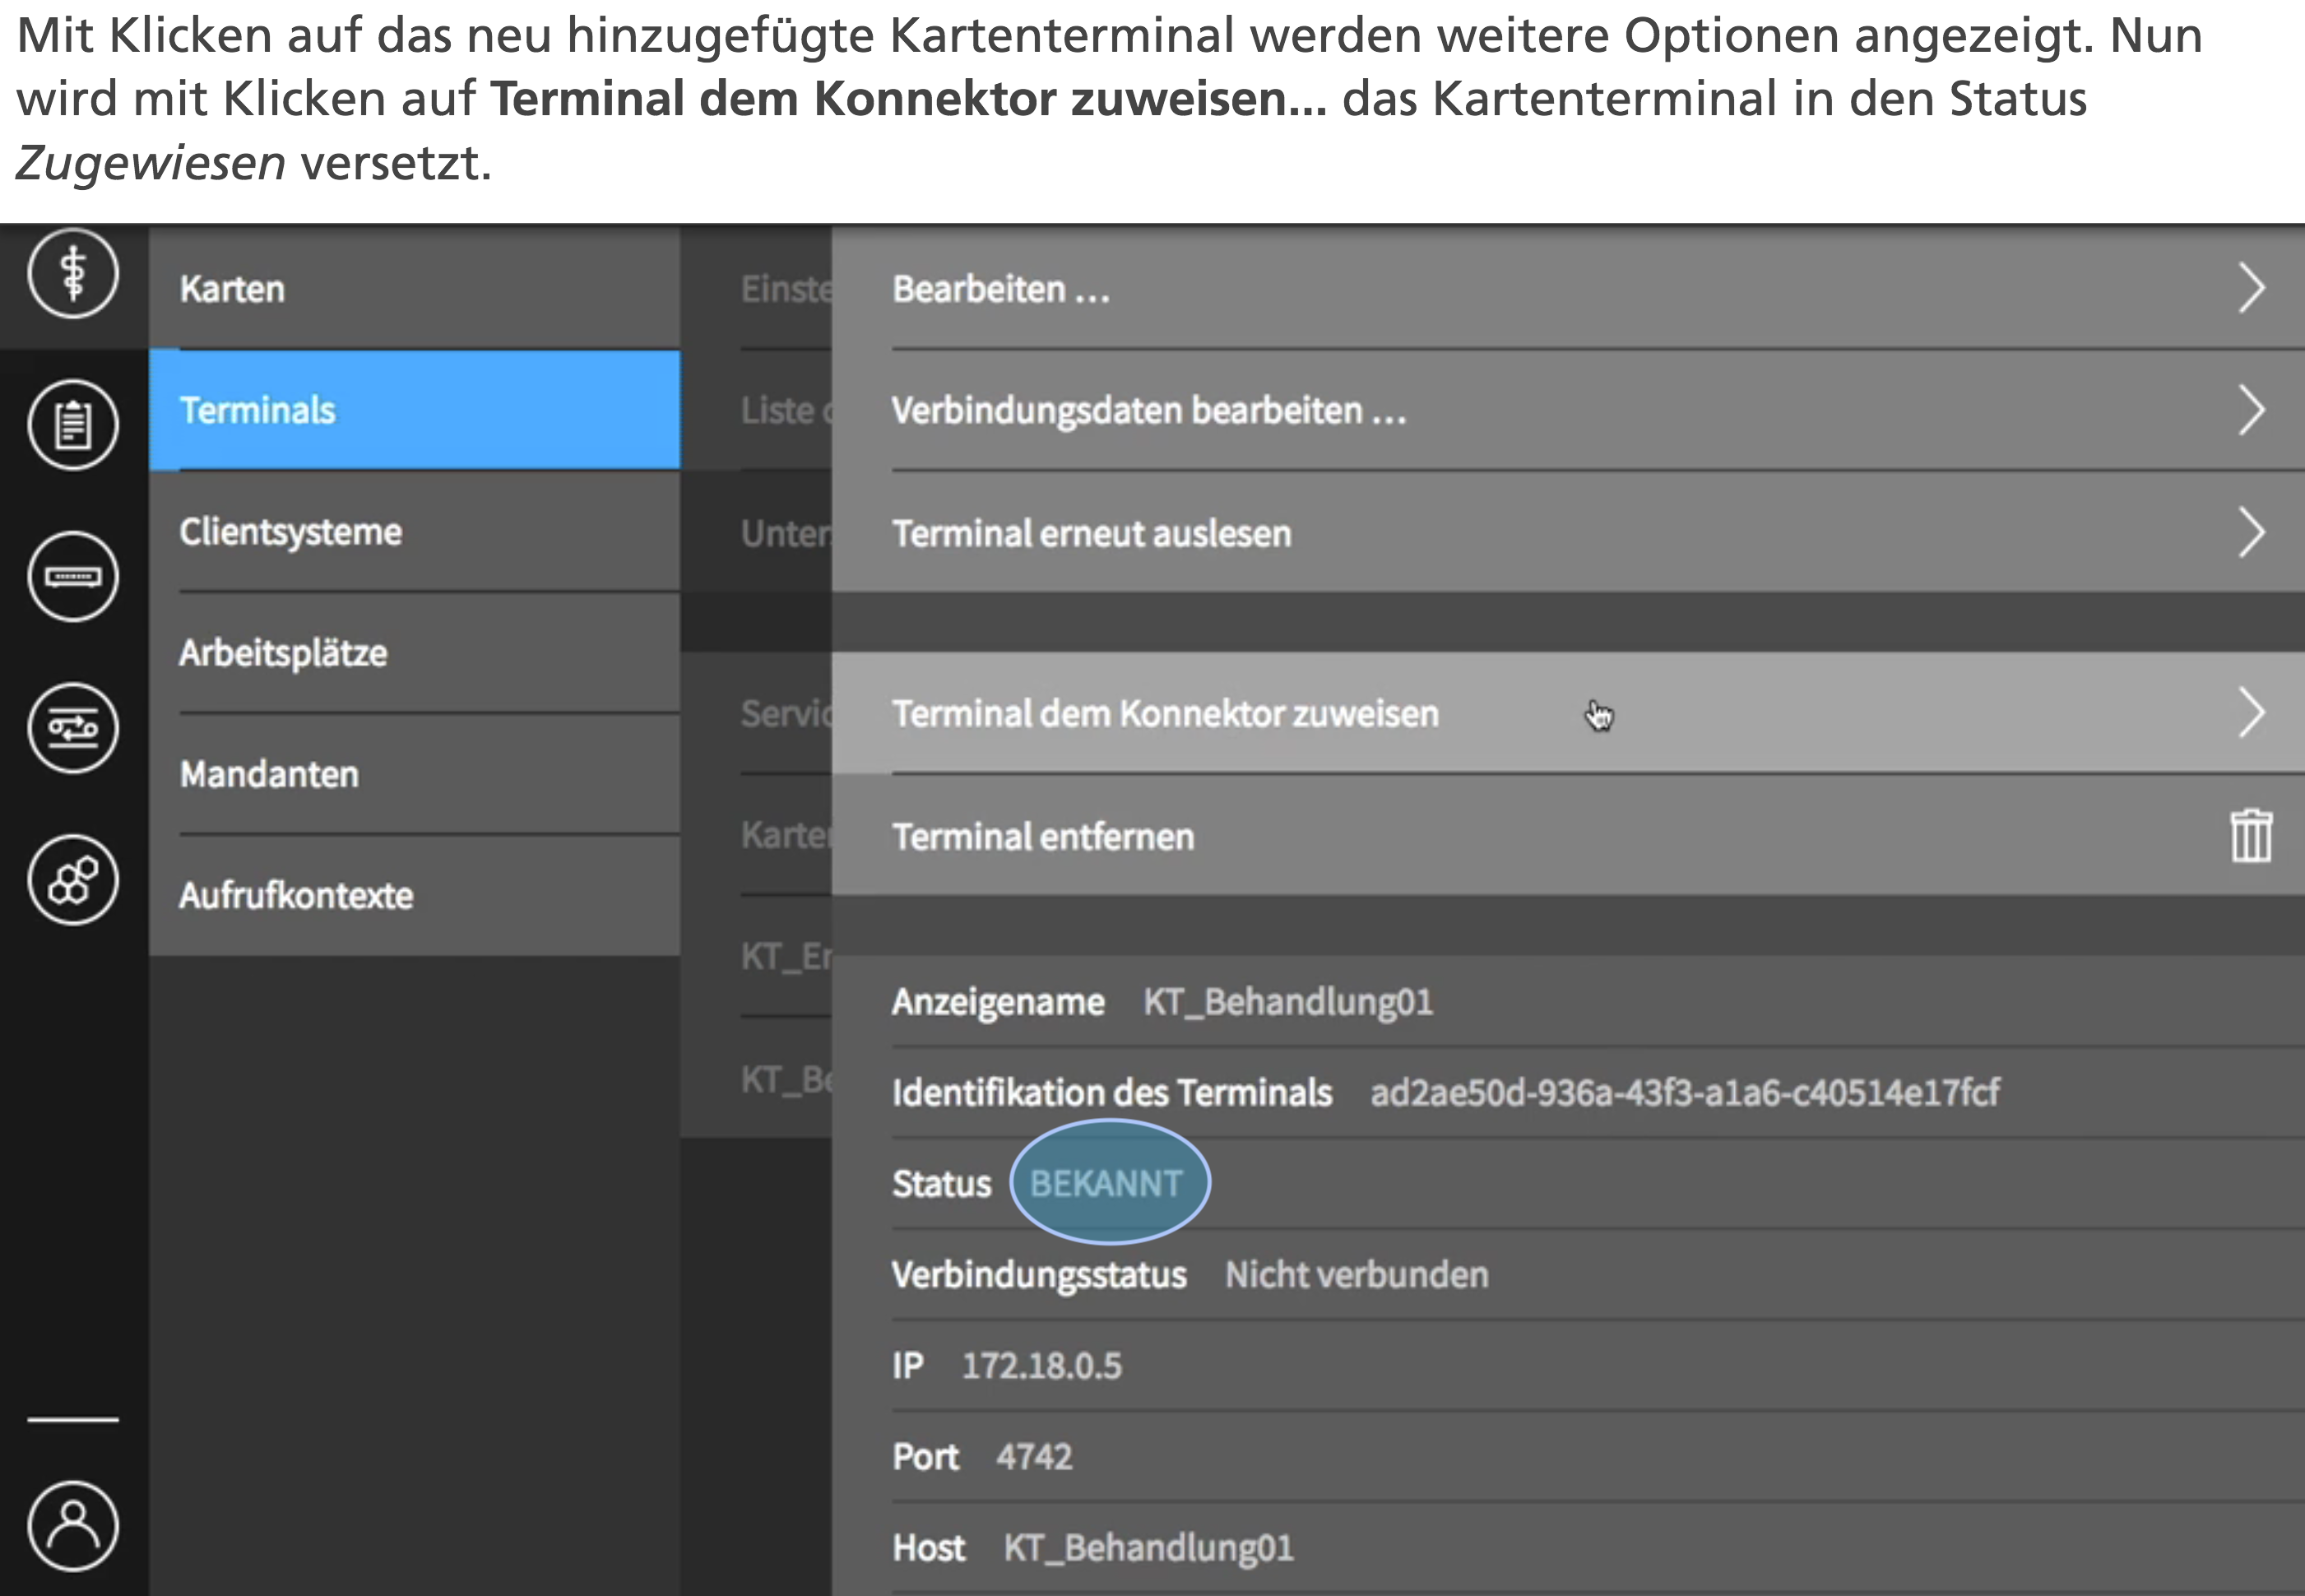 Mit Klicken auf das neu hinzugefügte Kartenterminal werden weitere Optionen angezeigt. Nun
wird mit Klicken auf Terminal dem Konnektor zuweisen... das Kartenterminal in den Status
Zugewiesen versetzt.
Karten
Terminals
Clientsysteme
Arbeitsplätze
Mandanten
Aufrufkontexte
Einste
Liste
Unter
Servic
Karte
KT_Er
KT_Be
Bearbeiten ...
Verbindungsdaten bearbeiten ...
Terminal erneut auslesen
Terminal dem Konnektor zuweisen
Terminal entfernen
Anzeigename KT_Behandlung01
Identifikation des Terminals ad2ae50d-936a-43f3-a1a6-c40514e17fcf
Status BEKANNT
Verbindungsstatus Nicht verbunden
IP 172.18.0.5
Port 4742
Host KT_Behandlung01